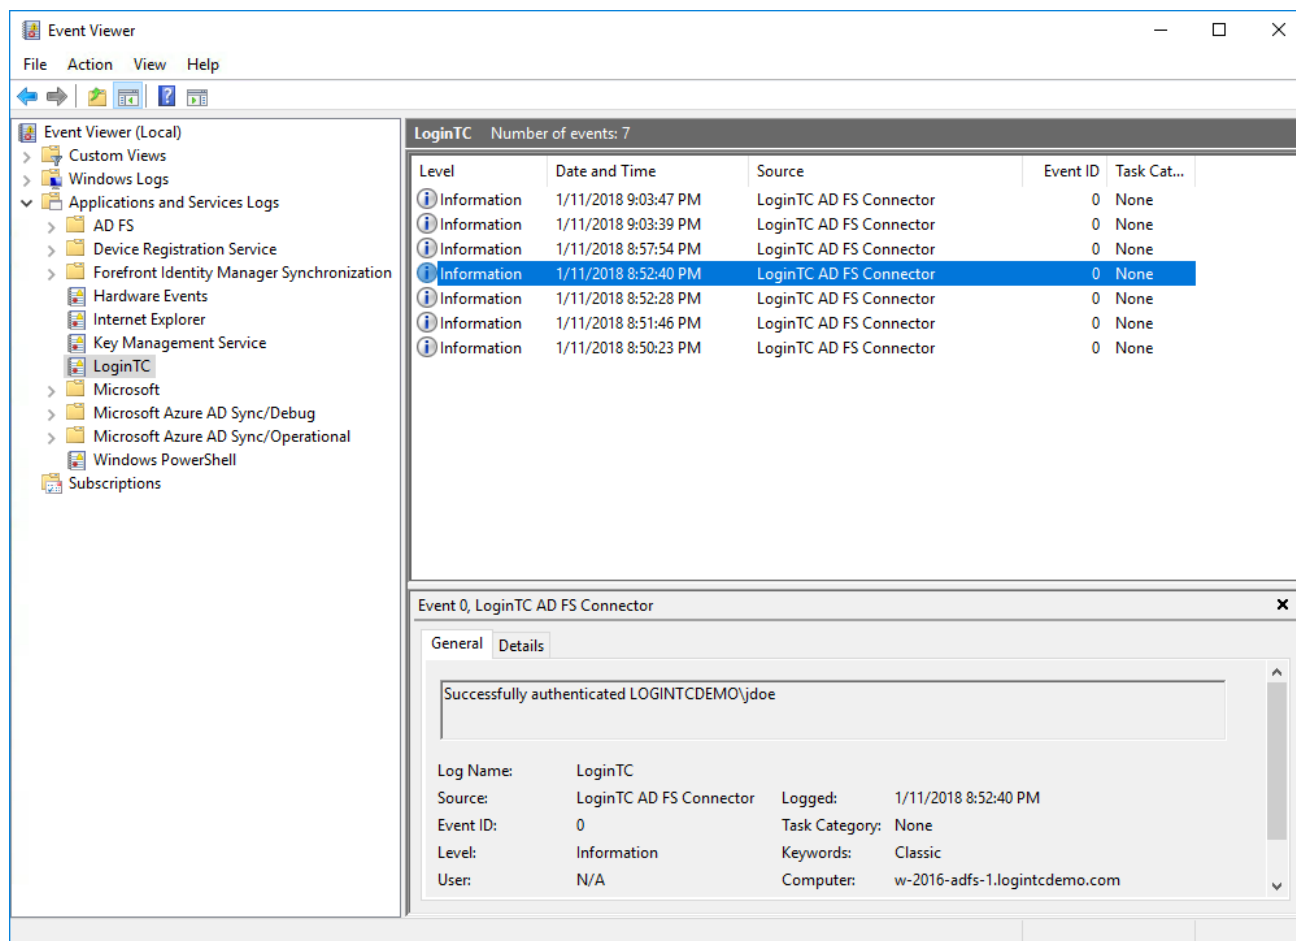 Event Viewer
File Action View Help
Event Viewer (Local)
Custom Views
Windows Logs
Applications and Services Logs
AD FS
Device Registration Service
Forefront Identity Manager Synchronization
Hardware Events
Internet Explorer
Key Management Service
LoginTC
Microsoft
Microsoft Azure AD Sync/Debug
Microsoft Azure AD Sync/Operational
Windows PowerShell
Subscriptions
LoginTC Number of events: 7
Level Date and Time Source Event ID Task Cat...
Information 1/11/2018 9:03:47 PM LoginTC AD FS Connector 0 None
Information 1/11/2018 9:03:39 PM LoginTC AD FS Connector 0 None
Information 1/11/2018 8:57:54 PM LoginTC AD FS Connector 0 None
Information 1/11/2018 8:52:40 PM LoginTC AD FS Connector 0 None
Information 1/11/2018 8:52:28 PM LoginTC AD FS Connector 0 None
Information 1/11/2018 8:51:46 PM LoginTC AD FS Connector 0 None
Information 1/11/2018 8:50:23 PM LoginTC AD FS Connector 0 None
Event 0, LoginTC AD FS Connector
General Details
Successfully authenticated LOGINTCDEMO\jdoe
Log Name: LoginTC
Source: LoginTC AD FS Connector Logged: 1/11/2018 8:52:40 PM
Event ID: 0 Task Category: None
Level: Information Keywords: Classic
User: N/A Computer: w-2016-adfs-1.logintcdemo.com